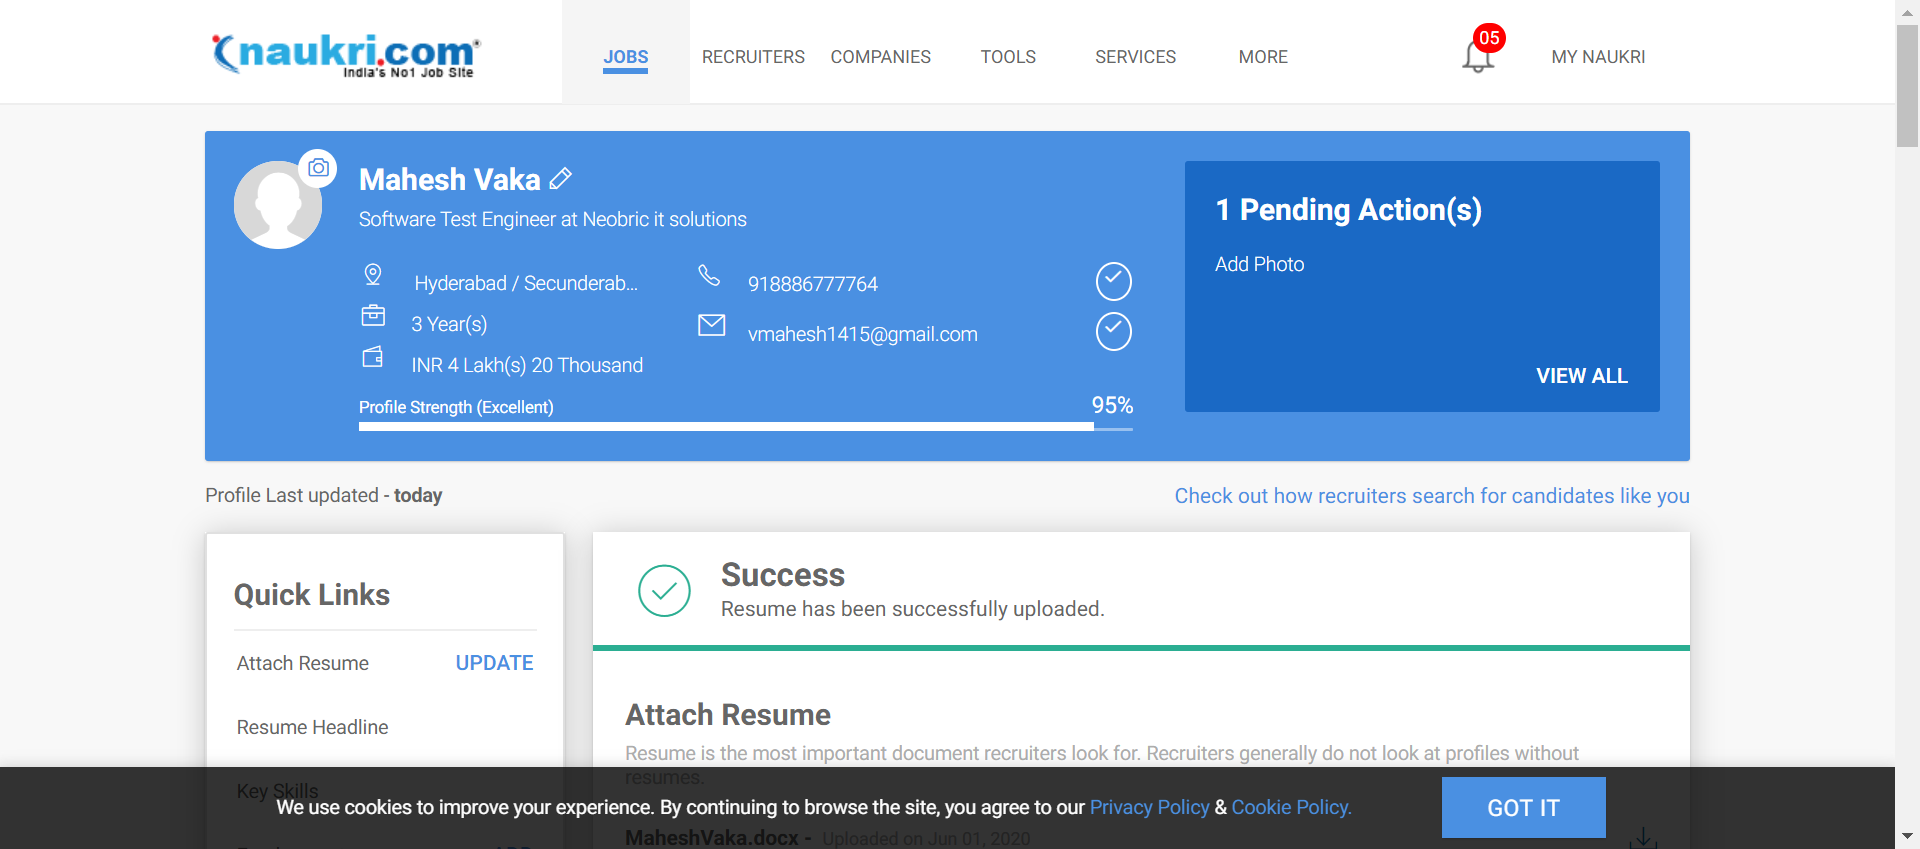 naukri.com
India's No1 Job Site
JOBS
RECRUITERS
COMPANIES
TOOLS
SERVICES
MORE
05
MY NAUKRI
Mahesh Vaka
Software Test Engineer at Neobric it solutions
Hyderabad / Secunderab...
918886777764
3 Year(s)
vmahesh1415@gmail.com
INR 4 Lakh(s) 20 Thousand
Profile Strength (Excellent)
95%
1 Pending Action(s)
Add Photo
VIEW ALL
Profile Last updated - today
Check out how recruiters search for candidates like you
Quick Links
Attach Resume
UPDATE
Resume Headline
Key Skills
Success
Resume has been successfully uploaded.
Attach Resume
Resume is the most important document recruiters look for. Recruiters generally do not look at profiles without
resumes.
We use cookies to improve your experience. By continuing to browse the site, you agree to our Privacy Policy & Cookie Policy.
GOT IT
MaheshVaka.docx - Uploaded on Jun 01, 2020